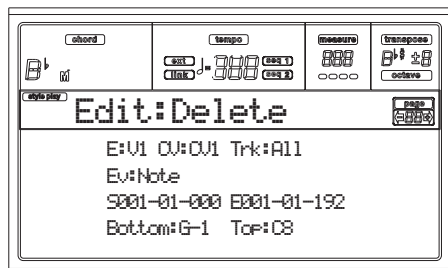 chord tempo measure transpose
ext seq 1
link seq 2
octave
style play Edit:Delete page
E:V1 CV:CV1 Trk:All
Ev:Note
S001-01-000 E001-01-192
Bottom:G-1 Top:C8